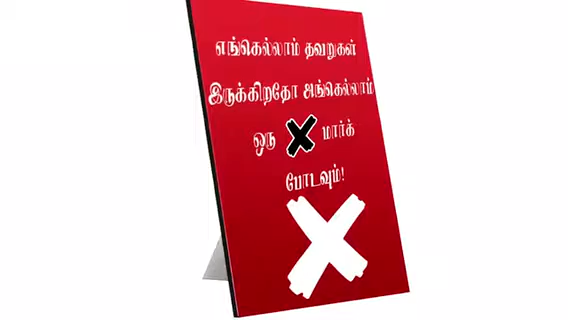 எங்கெல்லாம் தவறுகள்
இருக்கிறதோ அங்கெல்லாம்
ஒரு X மார்க்
போடவும்!